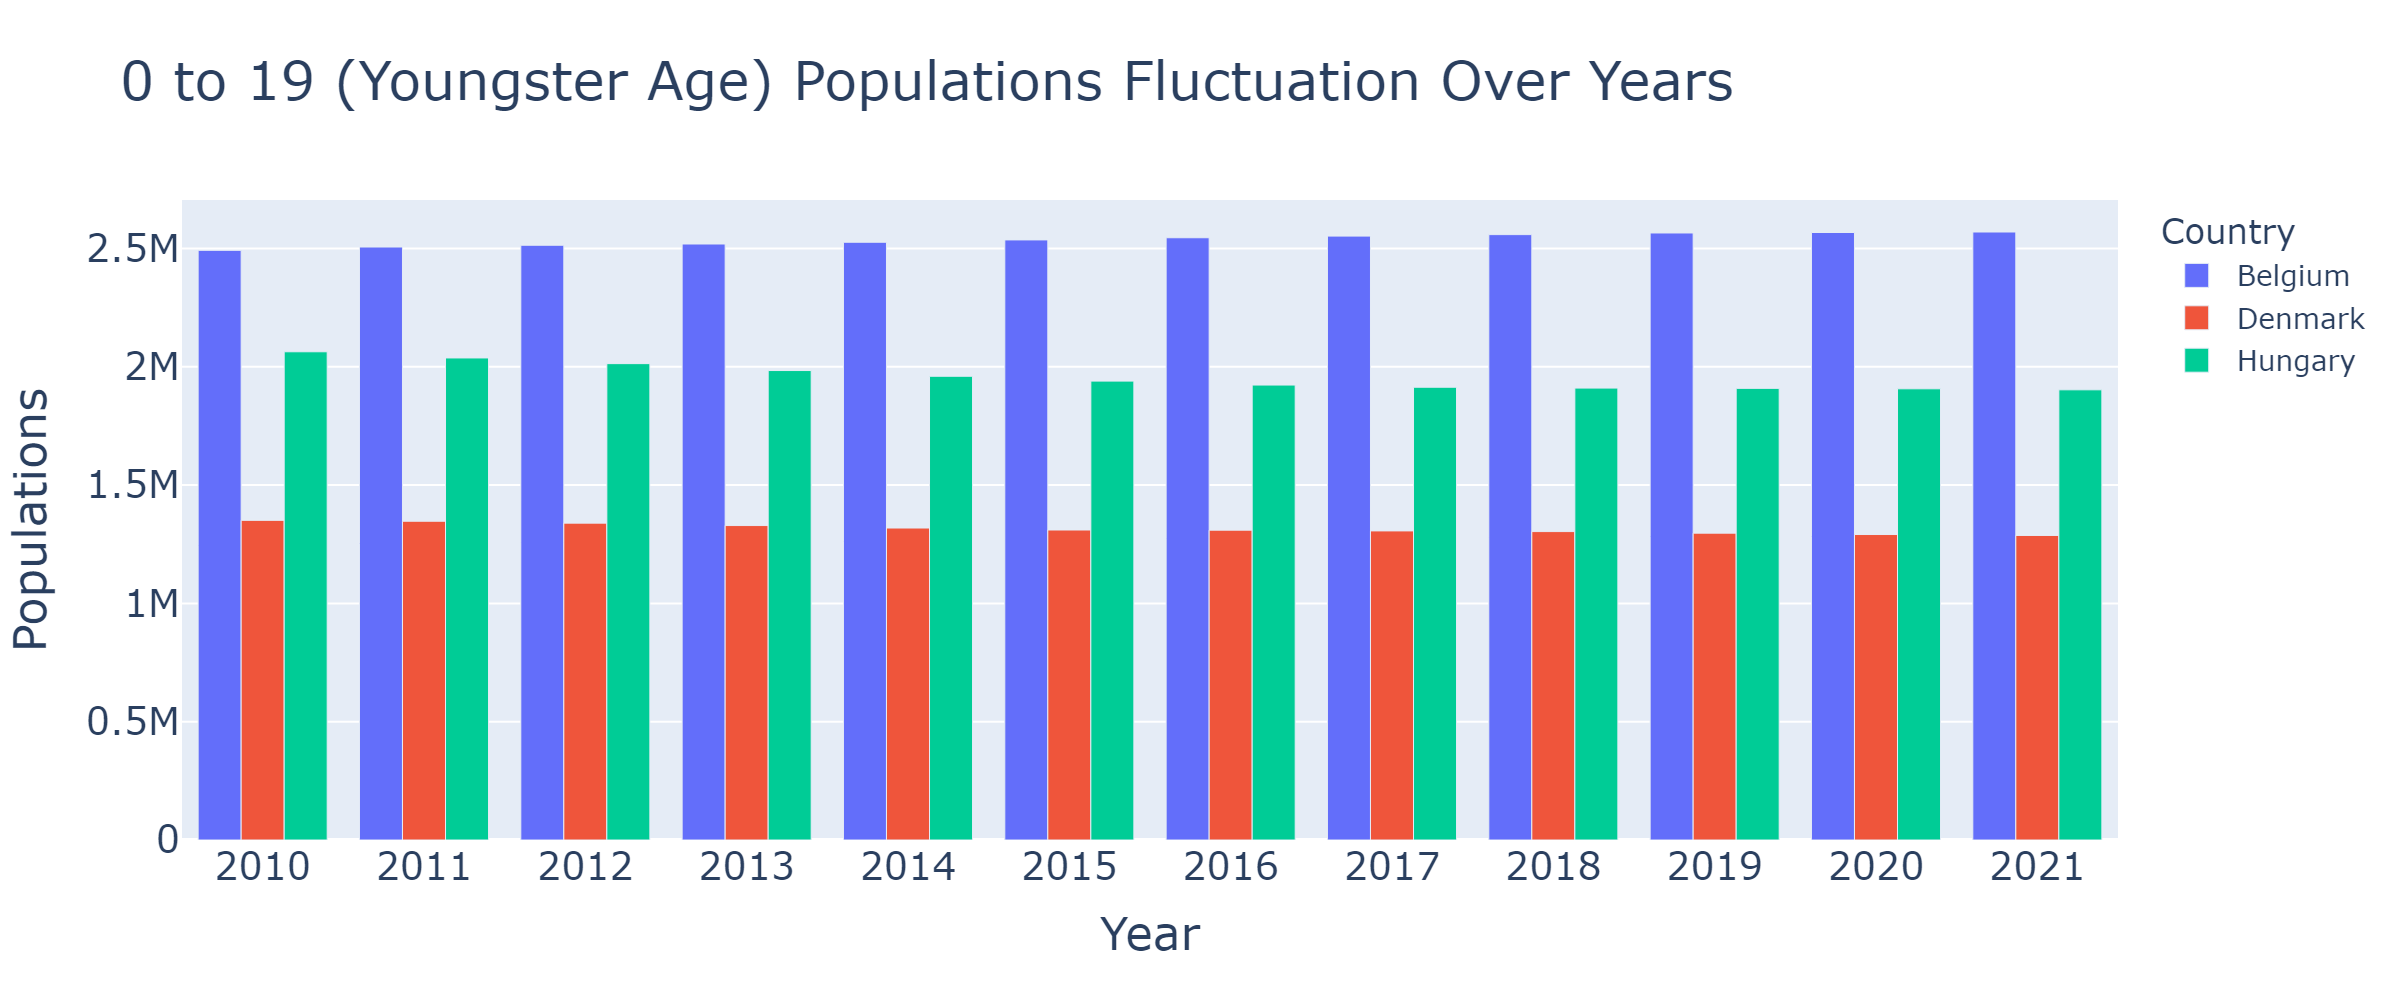 0 to 19 (Youngster Age) Populations Fluctuation Over Years
Populations
2.5M
2M
1.5M
1M
0.5M
0
2010 2011 2012 2013 2014 2015 2016 2017 2018 2019 2020 2021
Year
Country
Belgium
Denmark
Hungary